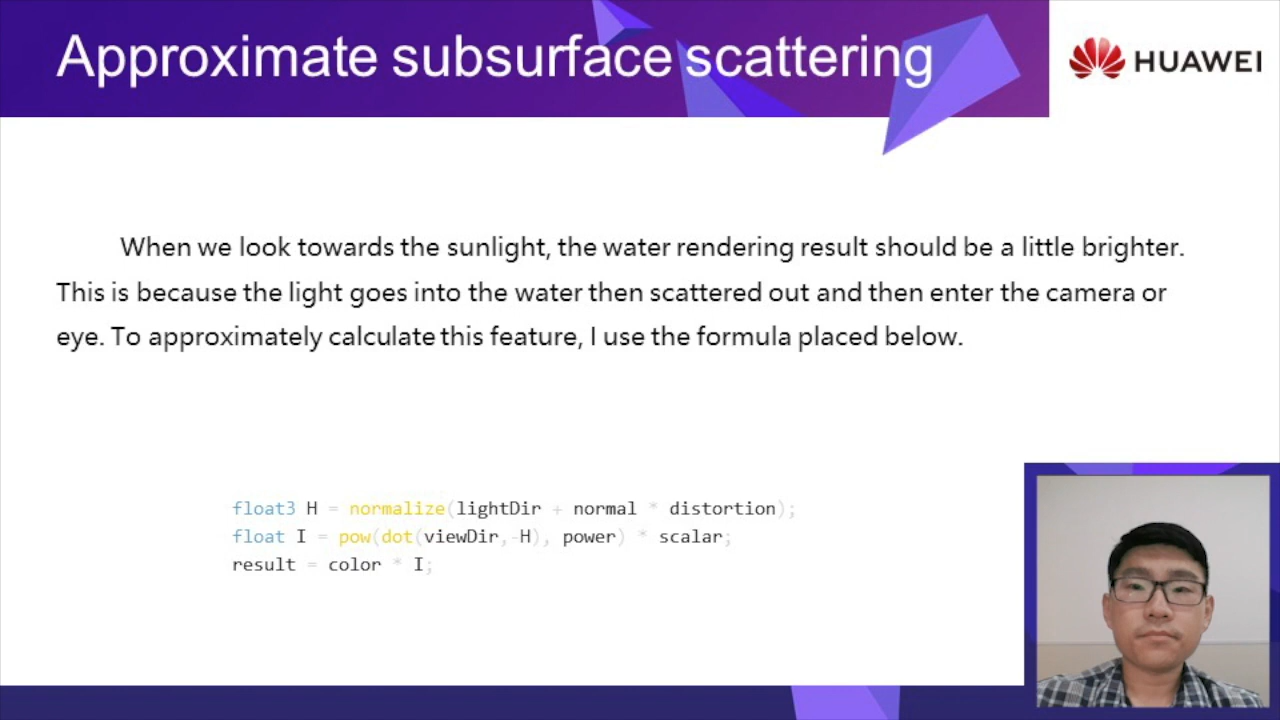 Approximate subsurface scattering
HUAWEI
When we look towards the sunlight, the water rendering result should be a little brighter.
This is because the light goes into the water then scattered out and then enter the camera or
eye. To approximately calculate this feature, I use the formula placed below.
float3 H = normalize(lightDir + normal * distortion);
float I = pow(dot(viewDir,-H), power) * scalar;
result = color * I;